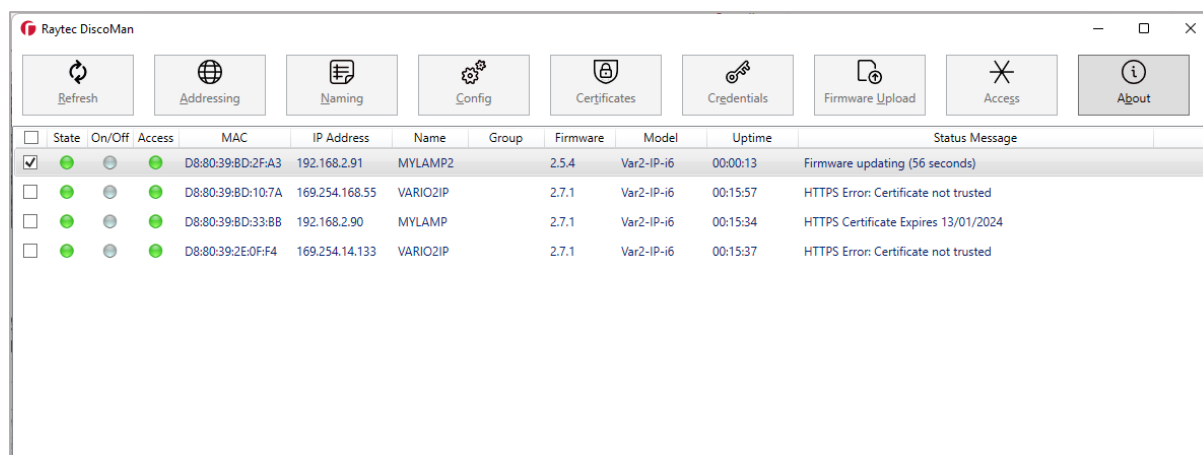 Raytec DiscoMan
Refresh Addressing Naming Config Certificates Credentials Firmware Upload Access About
State On/Off Access MAC IP Address Name Group Firmware Model Uptime Status Message
D8:80:39:BD:2F:A3 192.168.2.91 MYLAMP2 2.5.4 Var2-IP-i6 00:00:13 Firmware updating (56 seconds)
D8:80:39:BD:10:7A 169.254.168.55 VARIO2IP 2.7.1 Var2-IP-i6 00:15:57 HTTPS Error: Certificate not trusted
D8:80:39:BD:33:BB 192.168.2.90 MYLAMP 2.7.1 Var2-IP-i6 00:15:34 HTTPS Certificate Expires 13/01/2024
D8:80:39:2E:0F:F4 169.254.14.133 VARIO2IP 2.7.1 Var2-IP-i6 00:15:37 HTTPS Error: Certificate not trusted